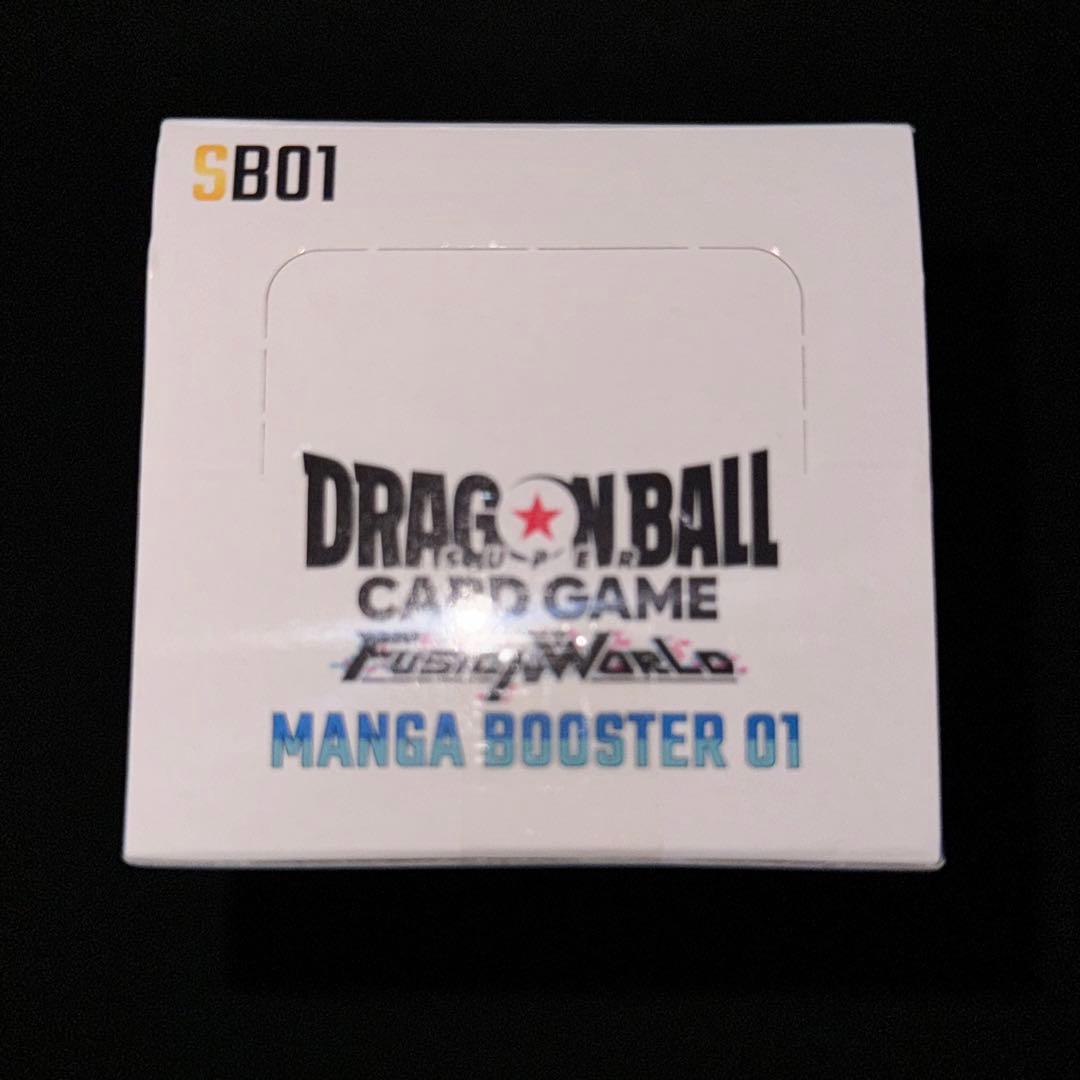 SB01
DRAGON BALL
SUPER
CARD GAME
FUSION WORLD
MANGA BOOSTER 01